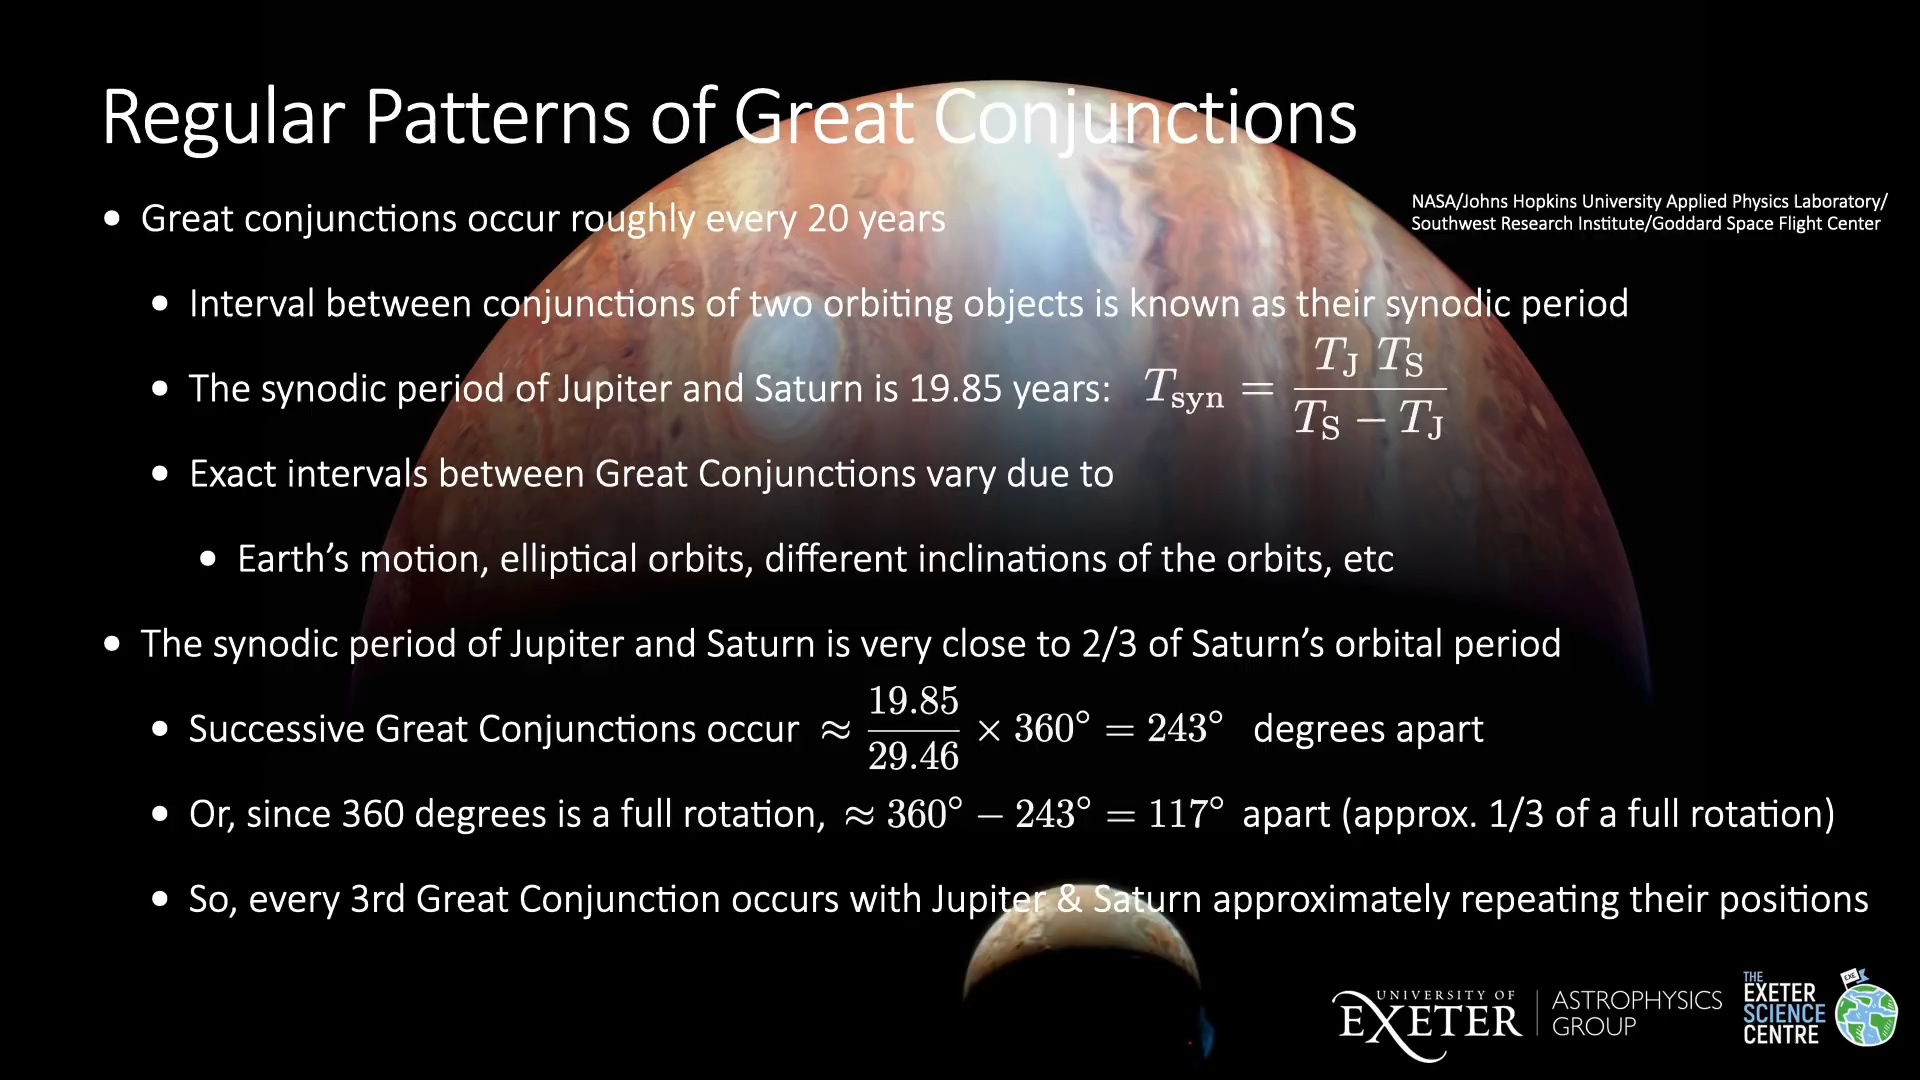 Regular Patterns of Great Conjunctions
• Great conjunctions occur roughly every 20 years
NASA/Johns Hopkins University Applied Physics Laboratory/
Southwest Research Institute/Goddard Space Flight Center
• Interval between conjunctions of two orbiting objects is known as their synodic period
• The synodic period of Jupiter and Saturn is 19.85 years: T_syn = \frac{T_J T_S}{T_S − T_J}
• Exact intervals between Great Conjunctions vary due to
• Earth’s motion, elliptical orbits, different inclinations of the orbits, etc
• The synodic period of Jupiter and Saturn is very close to 2/3 of Saturn’s orbital period
• Successive Great Conjunctions occur ≈ \frac{19.85}{29.46} × 360° = 243° degrees apart
• Or, since 360 degrees is a full rotation, ≈ 360° − 243° = 117° apart (approx. 1/3 of a full rotation)
• So, every 3rd Great Conjunction occurs with Jupiter & Saturn approximately repeating their positions
UNIVERSITY OF
EXETER
ASTROPHYSICS
GROUP
THE
EXETER
SCIENCE
CENTRE
EXE